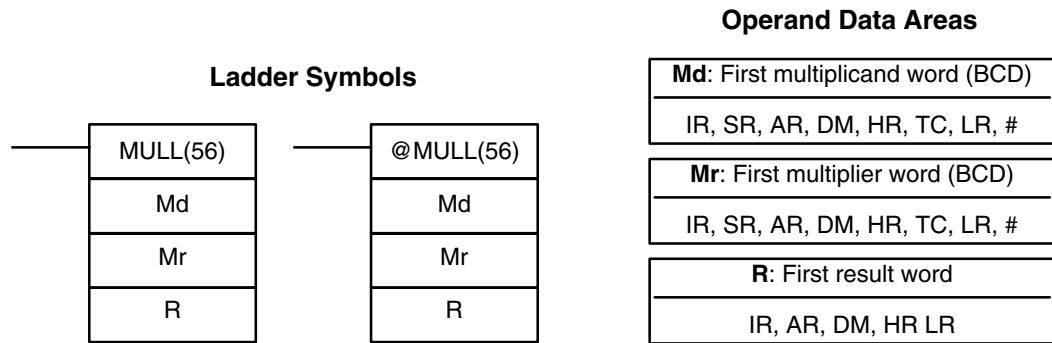 Ladder Symbols
MULL(56)
Md
Mr
R
@MULL(56)
Md
Mr
R
Operand Data Areas
Md: First multiplicand word (BCD)
IR, SR, AR, DM, HR, TC, LR, #
Mr: First multiplier word (BCD)
IR, SR, AR, DM, HR, TC, LR, #
R: First result word
IR, AR, DM, HR LR